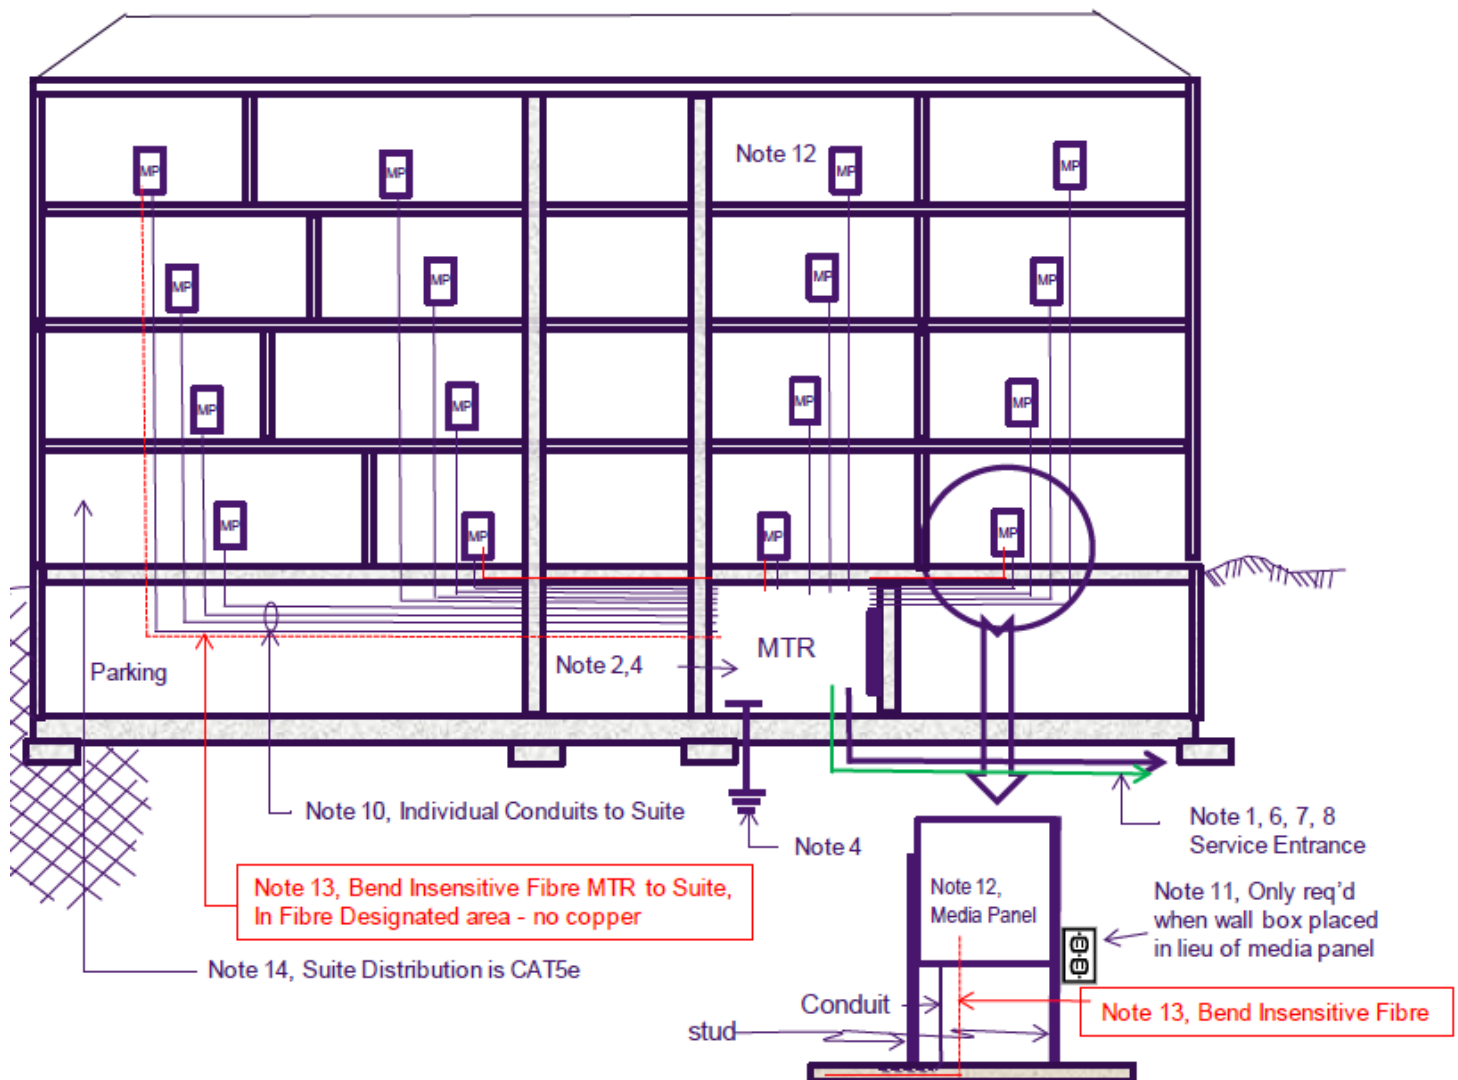 MP
MP
Note 12
MP
MP
MP
MP
MP
MP
MP
MP
MP
MP
MP
MP
MP
MP
Parking
Note 2,4
MTR
Note 10, Individual Conduits to Suite
Note 4
Note 1, 6, 7, 8
Service Entrance
Note 13, Bend Insensitive Fibre MTR to Suite,
In Fibre Designated area - no copper
Note 12,
Media Panel
Note 11, Only req'd
when wall box placed
in lieu of media panel
Note 14, Suite Distribution is CAT5e
Conduit
Note 13, Bend Insensitive Fibre
stud